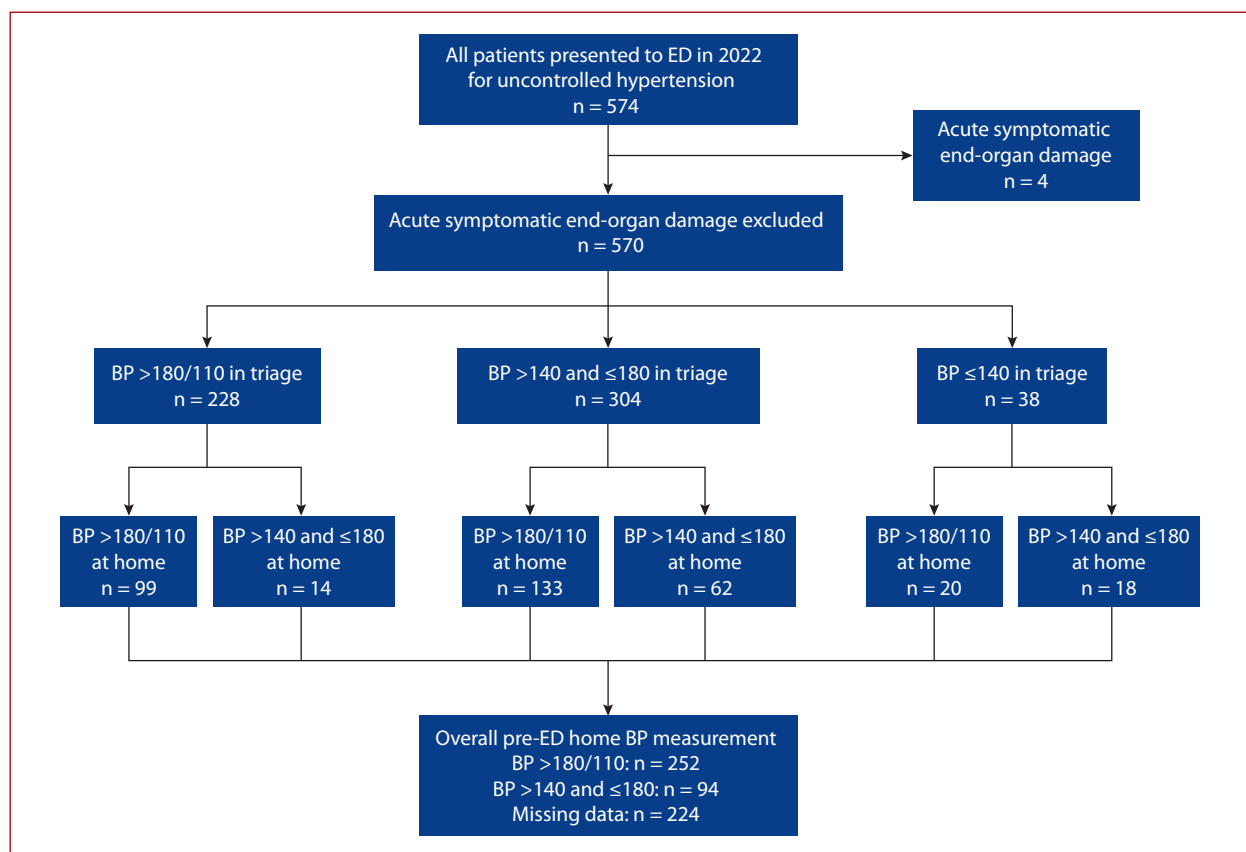 All patients presented to ED in 2022
for uncontrolled hypertension
n = 574
Acute symptomatic
end-organ damage
n = 4
Acute symptomatic end-organ damage excluded
n = 570
BP >180/110 in triage
n = 228
BP >140 and ≤180 in triage
n = 304
BP ≤140 in triage
n = 38
BP >180/110
at home
n = 99
BP >140 and ≤180
at home
n = 14
BP >180/110
at home
n = 133
BP >140 and ≤180
at home
n = 62
BP >180/110
at home
n = 20
BP >140 and ≤180
at home
n = 18
Overall pre-ED home BP measurement
BP >180/110: n = 252
BP >140 and ≤180: n = 94
Missing data: n = 224